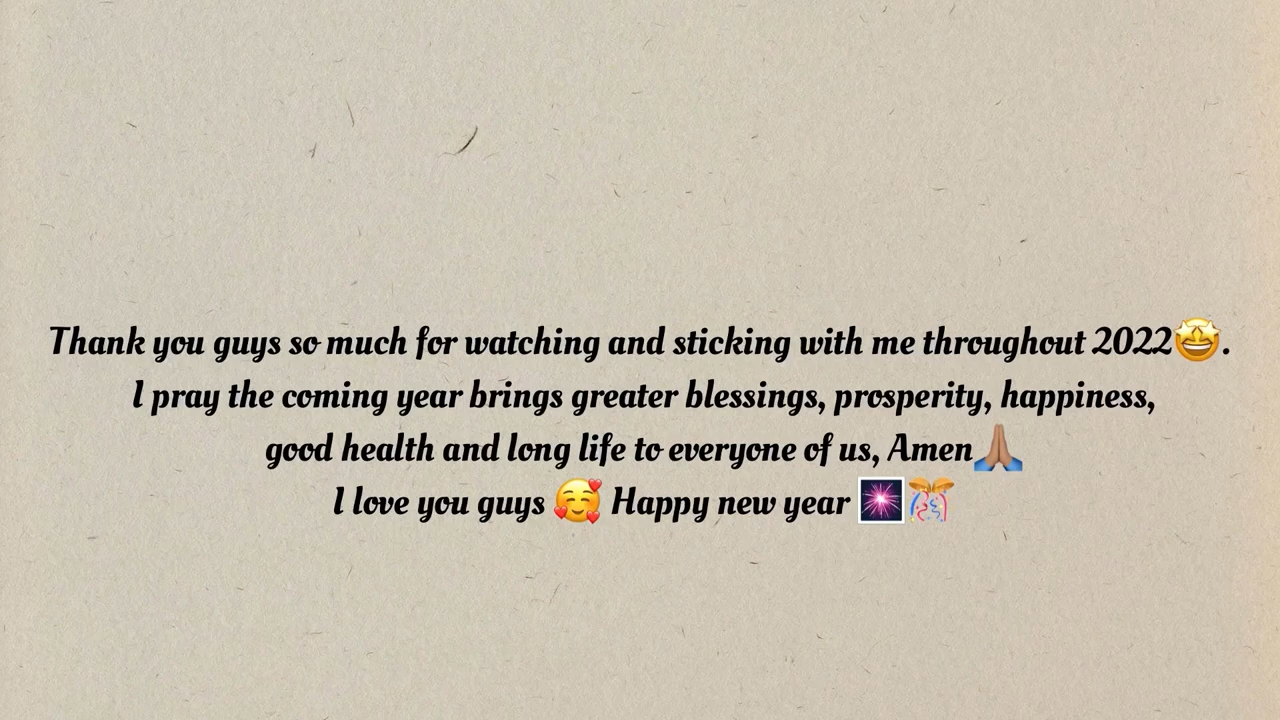 Thank you guys so much for watching and sticking with me throughout 2022🤩.
I pray the coming year brings greater blessings, prosperity, happiness,
good health and long life to everyone of us, Amen🙏🏽
I love you guys 🥰 Happy new year 🎆🎊